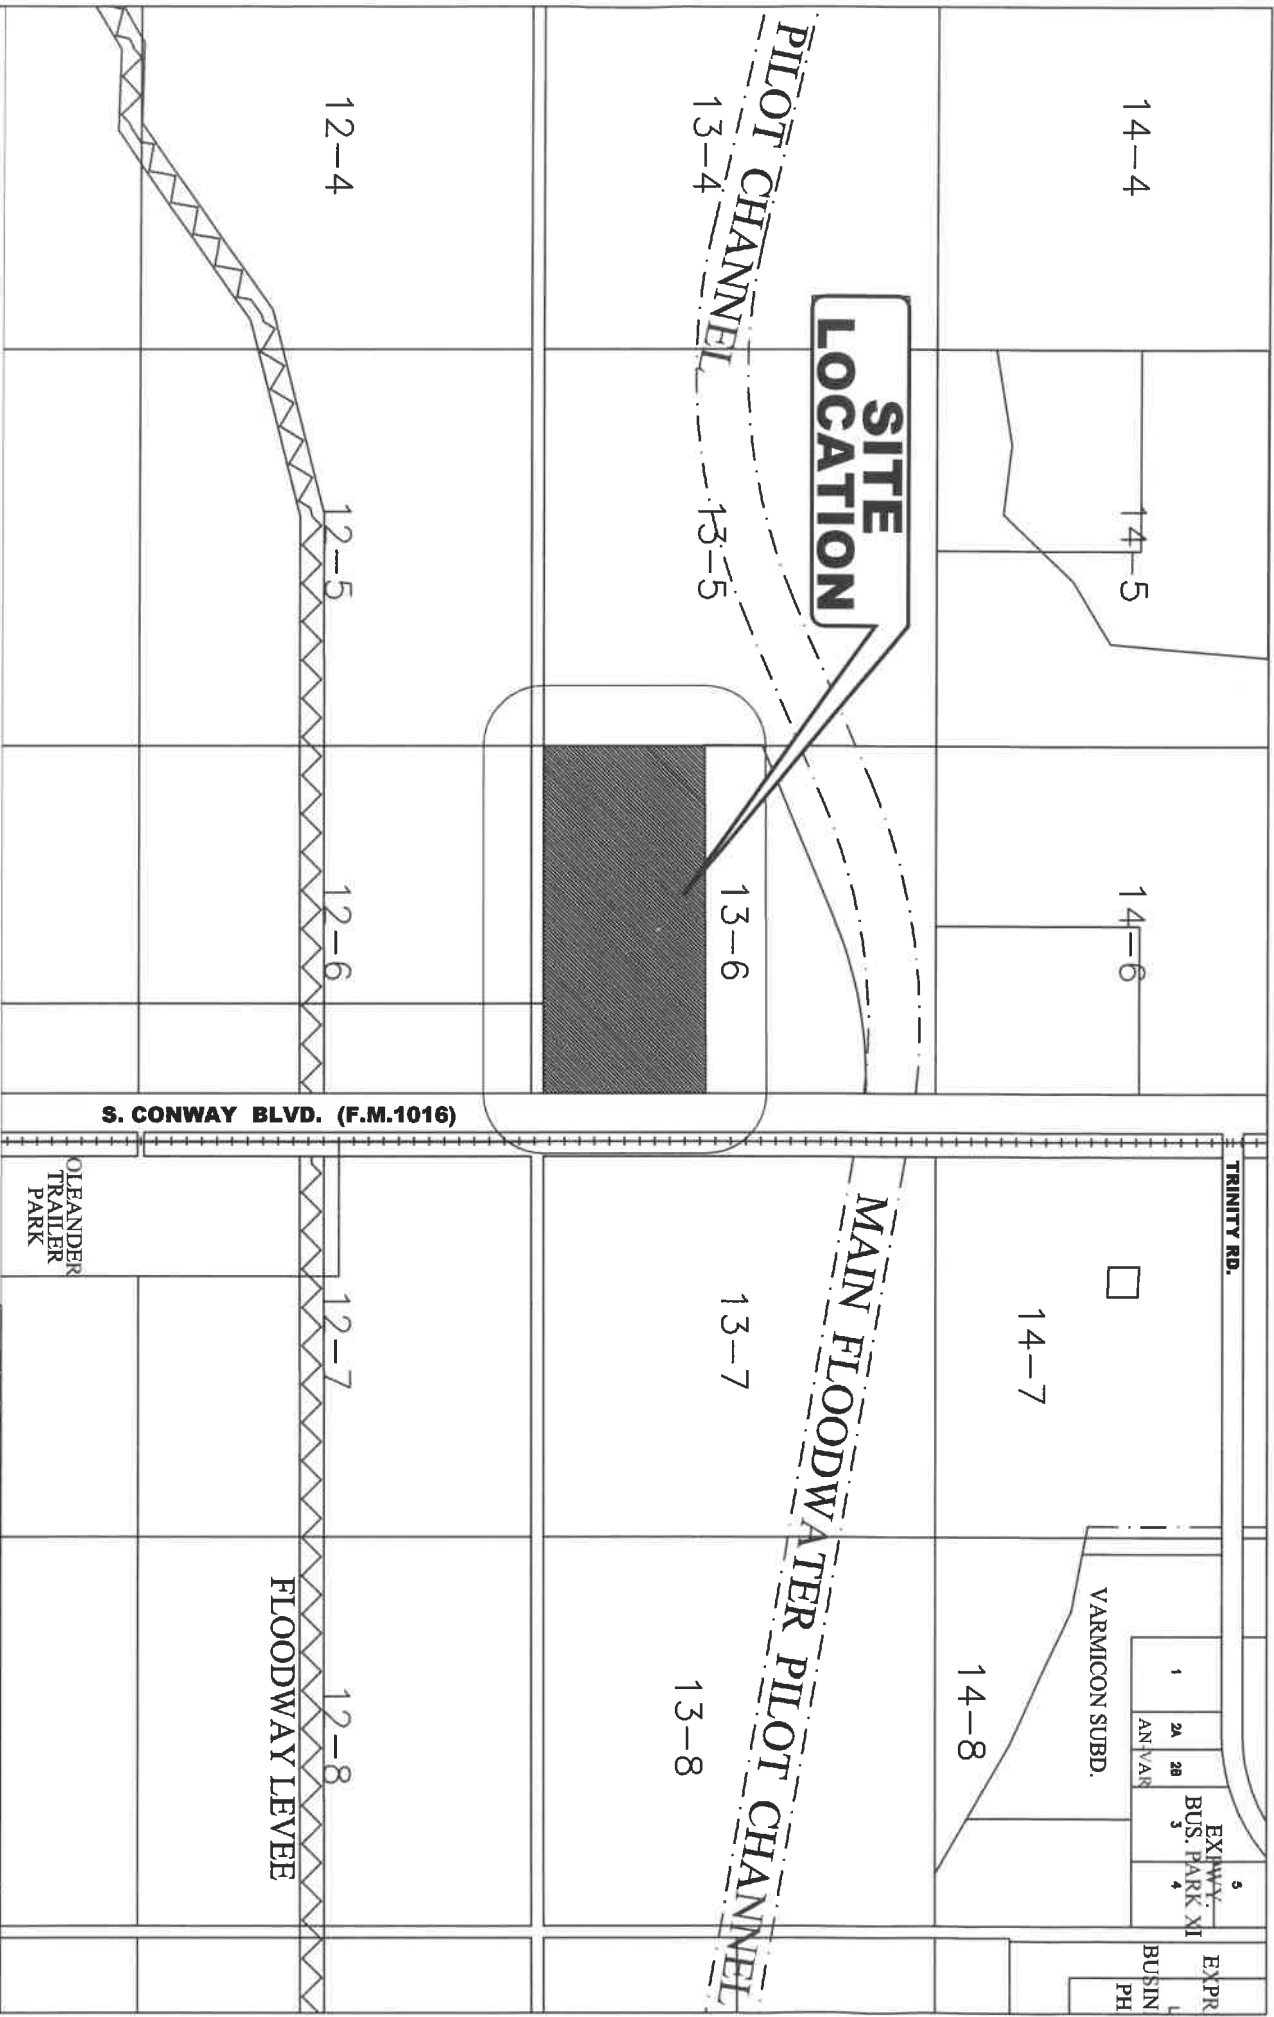 14-4
14-5
14-6
TRINITY RD.
14-7
VARMICON SUBD.
1
2A
2B
AN-VAR
3
4
5
EXPWY.
BUS. PARK XI
EXPR
BUSIN
PH
L
14-8
PILOT CHANNEL
SITE
LOCATION
13-4
13-5
13-6
MAIN FLOODWATER PILOT CHANNEL
13-7
13-8
12-4
12-5
12-6
S. CONWAY BLVD. (F.M.1016)
12-7
12-8
FLOODWAY LEVEE
OLEANDER
TRAILER
PARK